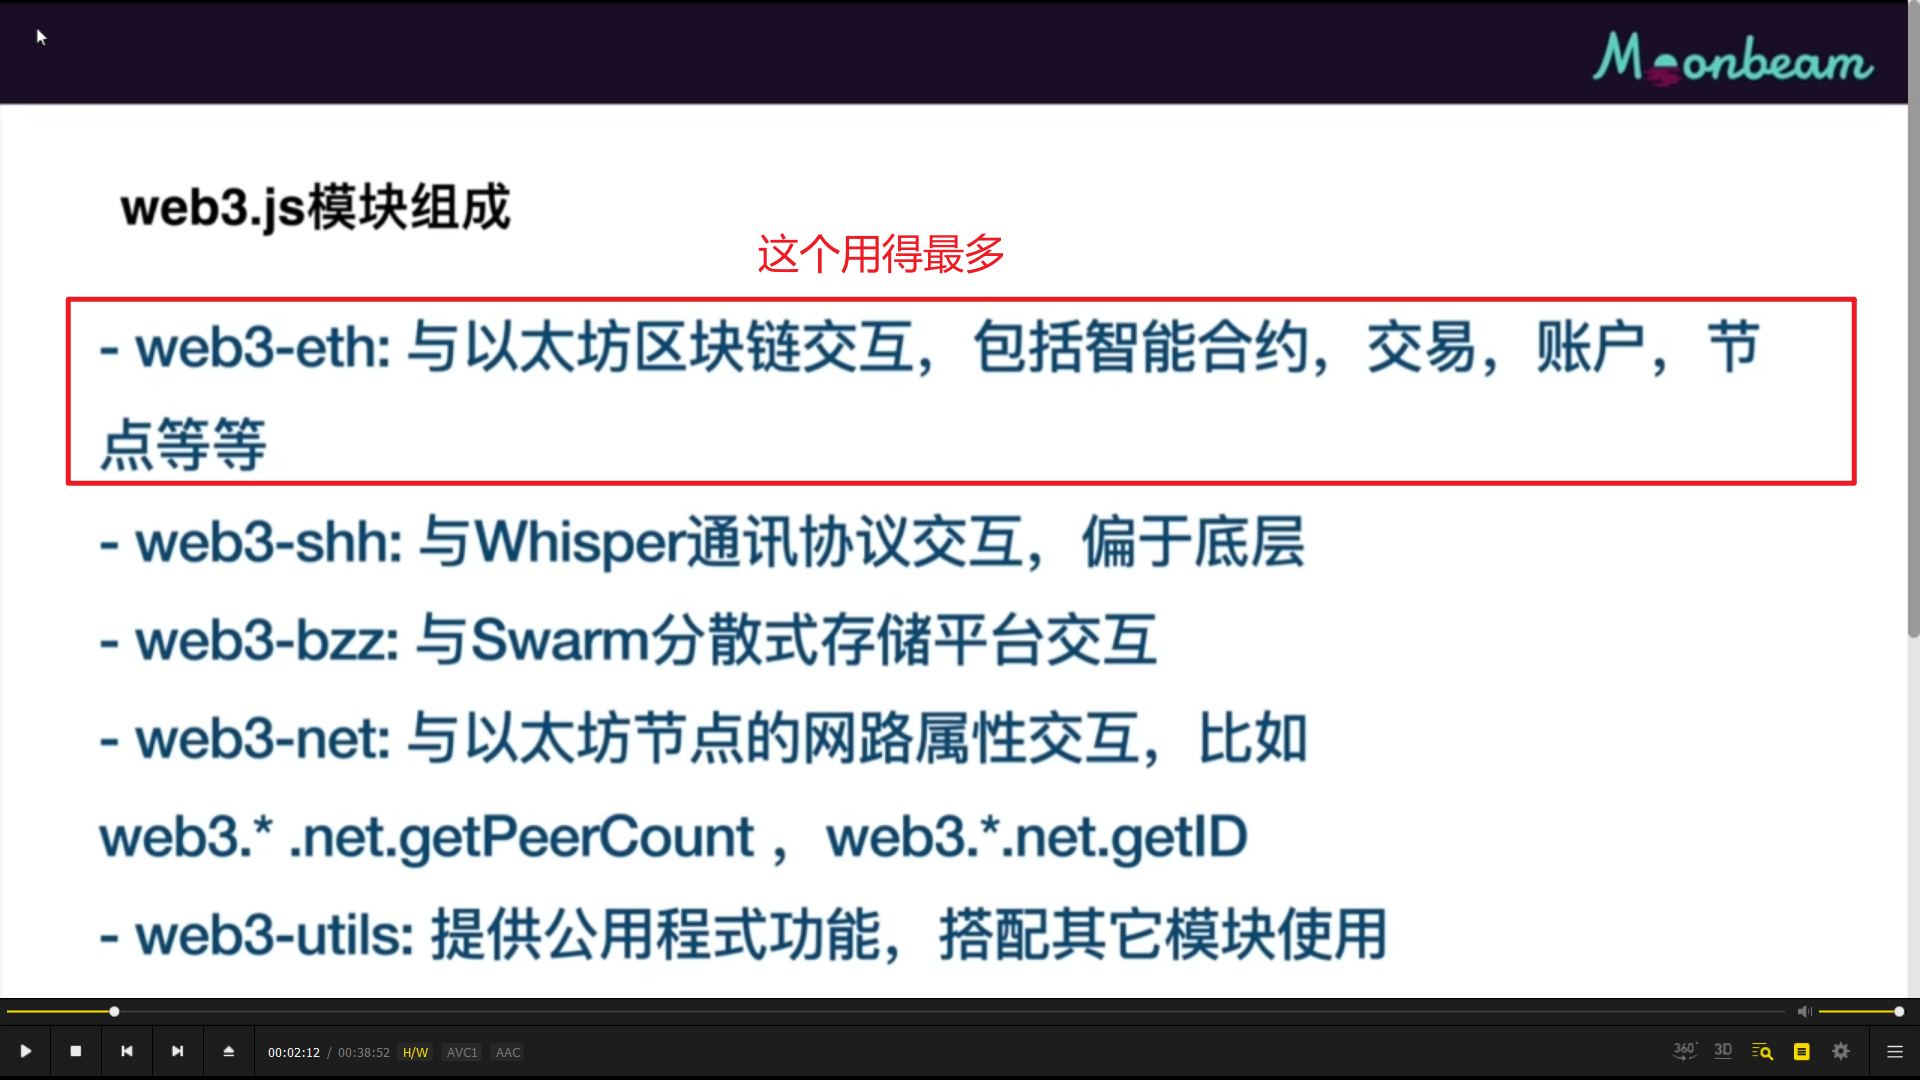 Moonbeam
web3.js模块组成
这个用得最多
- web3-eth: 与以太坊区块链交互，包括智能合约，交易，账户，节
点等等
- web3-shh: 与Whisper通讯协议交互，偏于底层
- web3-bzz: 与Swarm分散式存储平台交互
- web3-net: 与以太坊节点的网路属性交互，比如
web3.* .net.getPeerCount ，web3.*.net.getID
- web3-utils: 提供公用程式功能，搭配其它模块使用
00:02:12 / 00:38:52 H/W AVC1 AAC 360° 3D